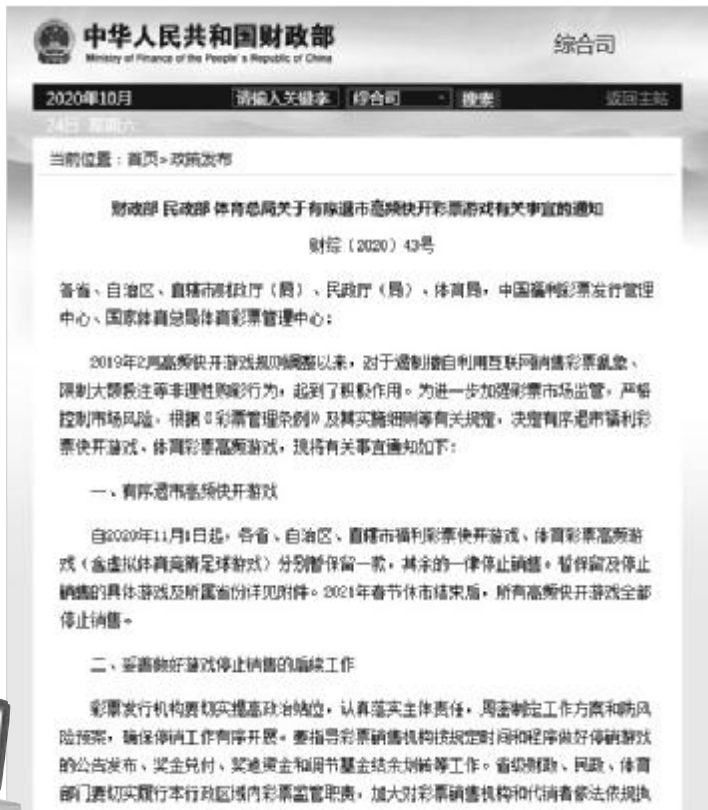 中华人民共和国财政部
Ministry of Finance of the People's Republic of China
综合司
2020年10月
请输入关键字
综合司
搜索
返回主站
24日 星期六
当前位置：首页>政策发布
财政部 民政部 体育总局关于有序退市高频快开彩票游戏有关事宜的通知
财综（2020）43号
各省、自治区、直辖市财政厅（局）、民政厅（局）、体育局，中国福利彩票发行管理
中心、国家体育总局体育彩票管理中心：
2019年2月高频快开游戏规则调整以来，对于遏制擅自利用互联网销售彩票乱象、
限制大额投注等非理性购彩行为，起到了积极作用。为进一步加强彩票市场监管，严格
控制市场风险，根据《彩票管理条例》及其实施细则等有关规定，决定有序退市福利彩
票快开游戏、体育彩票高频游戏，现将有关事宜通知如下：
一、有序退市高频快开游戏
自2020年11月1日起，各省、自治区、直辖市福利彩票快开游戏、体育彩票高频游
戏（含虚拟体育竞猜足球游戏）分别暂保留一款，其余的一律停止销售。暂保留及停止
销售的具体游戏及所属省份详见附件。2021年春节休市结束后，所有高频快开游戏全部
停止销售。
二、妥善做好游戏停止销售的后续工作
彩票发行机构要切实提高政治站位，认真落实主体责任，周密制定工作方案和防风
险预案，确保停销工作有序开展。要指导彩票销售机构按规定时间和程序做好停销游戏
的公告发布、奖金兑付、奖池资金和调节基金结余划转等工作。省级财政、民政、体育
部门要切实履行本行政区域内彩票监管职责，加大对彩票销售机构和代销者依法依规执